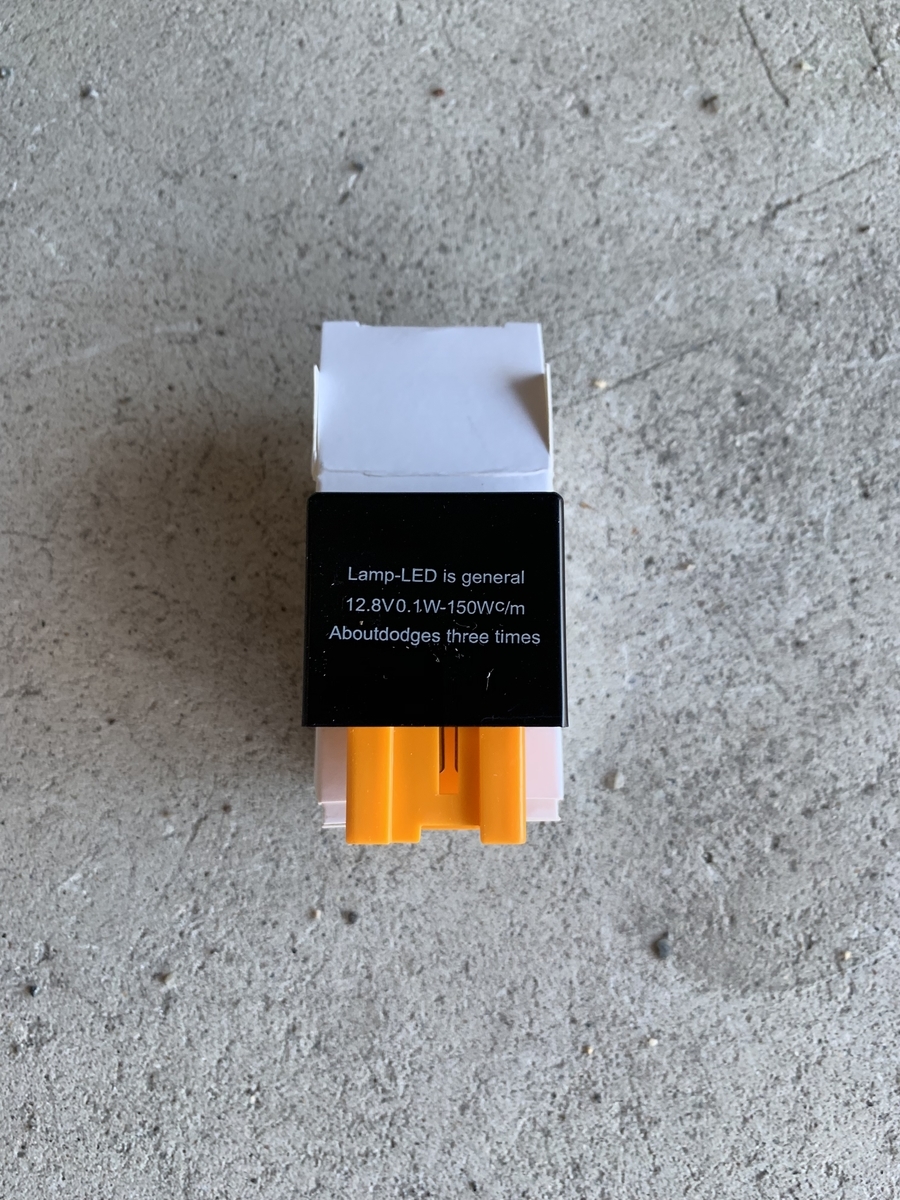 Lamp-LED is general
12.8V0.1W-150Wc/m
Aboutdodges three times